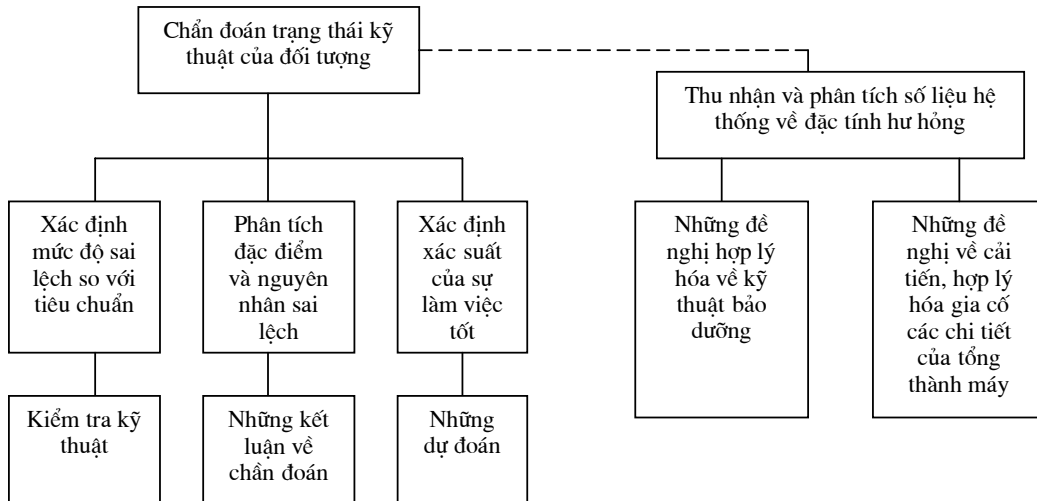 Chẩn đoán trạng thái kỹ
thuật của đối tượng
Thu nhận và phân tích số liệu hệ
thống về đặc tính hư hỏng
Xác định
mức độ sai
lệch so với
tiêu chuẩn
Phân tích
đặc điểm
và nguyên
nhân sai
lệch
Xác định
xác suất
của sự
làm việc
tốt
Những đề
nghị hợp lý
hóa về kỹ
thuật bảo
dưỡng
Những đề
nghị về cải
tiến, hợp lý
hóa gia cố
các chi tiết
của tổng
thành máy
Kiểm tra kỹ
thuật
Những kết
luận về
chần đoán
Những
dự đoán